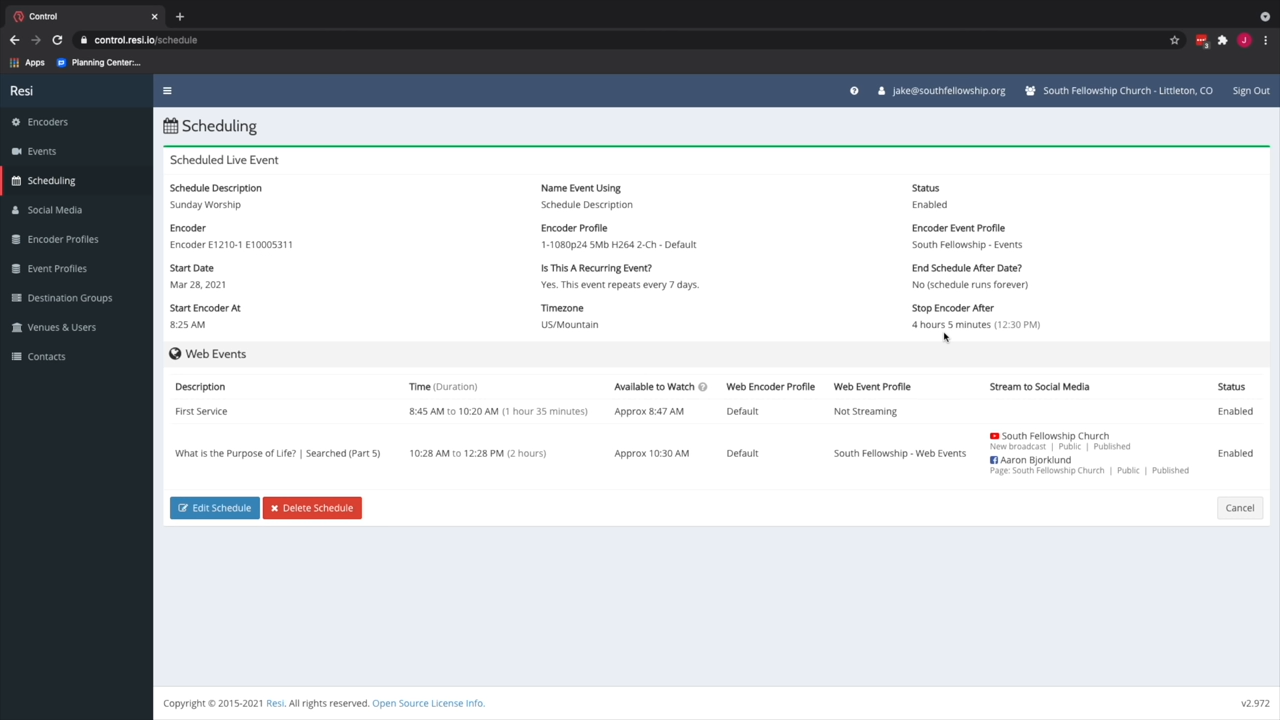 Control
control.resi.io/schedule
3
J
Apps
Planning Center:...
Resi
jake@southfellowship.org
South Fellowship Church - Littleton, CO
Sign Out
Encoders
Events
Scheduling
Social Media
Encoder Profiles
Event Profiles
Destination Groups
Venues & Users
Contacts
Scheduling
Scheduled Live Event
Schedule Description
Sunday Worship
Name Event Using
Schedule Description
Status
Enabled
Encoder
Encoder E1210-1 E10005311
Encoder Profile
1-1080p24 5Mb H264 2-Ch - Default
Encoder Event Profile
South Fellowship - Events
Start Date
Mar 28, 2021
Is This A Recurring Event?
Yes. This event repeats every 7 days.
End Schedule After Date?
No (schedule runs forever)
Start Encoder At
8:25 AM
Timezone
US/Mountain
Stop Encoder After
4 hours 5 minutes (12:30 PM)
Web Events
Description Time (Duration) Available to Watch Web Encoder Profile Web Event Profile Stream to Social Media Status
First Service 8:45 AM to 10:20 AM (1 hour 35 minutes) Approx 8:47 AM Default Not Streaming Enabled
What is the Purpose of Life? | Searched (Part 5) 10:28 AM to 12:28 PM (2 hours) Approx 10:30 AM Default South Fellowship - Web Events
South Fellowship Church
New broadcast | Public | Published
Aaron Bjorklund
Page: South Fellowship Church | Public | Published
Enabled
Edit Schedule
Delete Schedule
Cancel
Copyright © 2015-2021 Resi. All rights reserved. Open Source License Info.
v2.972